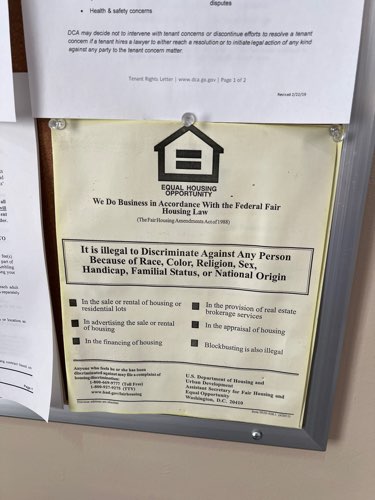 disputes
• Health & safety concerns
DCA may decide not to intervene with tenant concerns or discontinue efforts to resolve a tenant
concern if a tenant hires a lawyer to either reach a resolution or to initiate legal action of any kind
against any party to the tenant concern matter.
Tenant Rights Letter | www.dca.ga.gov | Page 1 of 2
Revised 2/22/19
EQUAL HOUSING
OPPORTUNITY
We Do Business in Accordance With the Federal Fair
Housing Law
(The Fair Housing Amendments Act of 1988)
It is illegal to Discriminate Against Any Person
Because of Race, Color, Religion, Sex,
Handicap, Familial Status, or National Origin
In the sale or rental of housing or
residential lots
In advertising the sale or rental
of housing
In the financing of housing
In the provision of real estate
brokerage services
In the appraisal of housing
Blockbusting is also illegal
Anyone who feels he or she has been
discriminated against may file a complaint of
housing discrimination:
1-800-669-9777 (Toll Free)
1-800-927-9275 (TTY)
www.hud.gov/fairhousing
U.S. Department of Housing and
Urban Development
Assistant Secretary for Fair Housing and
Equal Opportunity
Washington, D.C. 20410